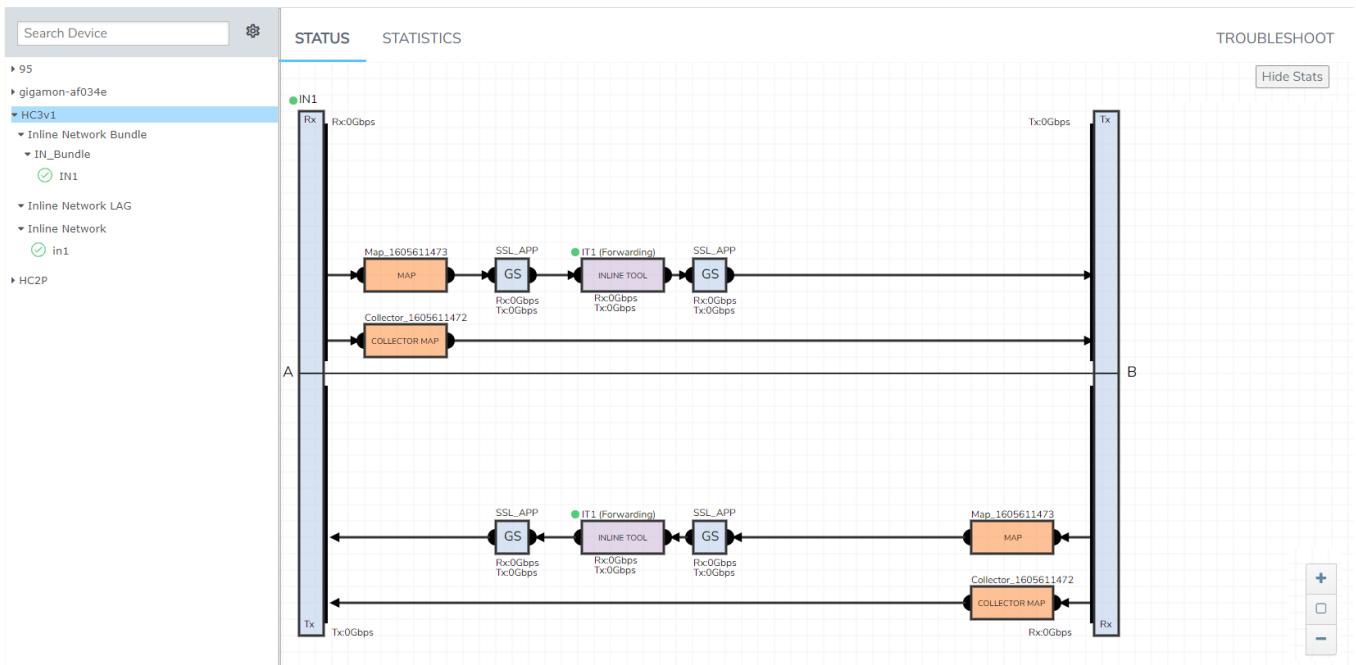 Search Device
95
gigamon-af034e
HC3v1
Inline Network Bundle
IN_Bundle
IN1
Inline Network LAG
Inline Network
in1
HC2P
STATUS
STATISTICS
TROUBLESHOOT
Hide Stats
IN1
Rx
Rx:0Gbps
Tx:0Gbps
Tx
Map_1605611473
SSL_APP
IT1 (Forwarding)
SSL_APP
MAP
GS
INLINE TOOL
GS
Rx:0Gbps
Tx:0Gbps
Rx:0Gbps
Tx:0Gbps
Rx:0Gbps
Tx:0Gbps
Collector_1605611472
COLLECTOR MAP
A
B
SSL_APP
IT1 (Forwarding)
SSL_APP
Map_1605611473
GS
INLINE TOOL
GS
MAP
Rx:0Gbps
Tx:0Gbps
Rx:0Gbps
Tx:0Gbps
Rx:0Gbps
Tx:0Gbps
Collector_1605611472
COLLECTOR MAP
Tx
Tx:0Gbps
Rx:0Gbps
Rx